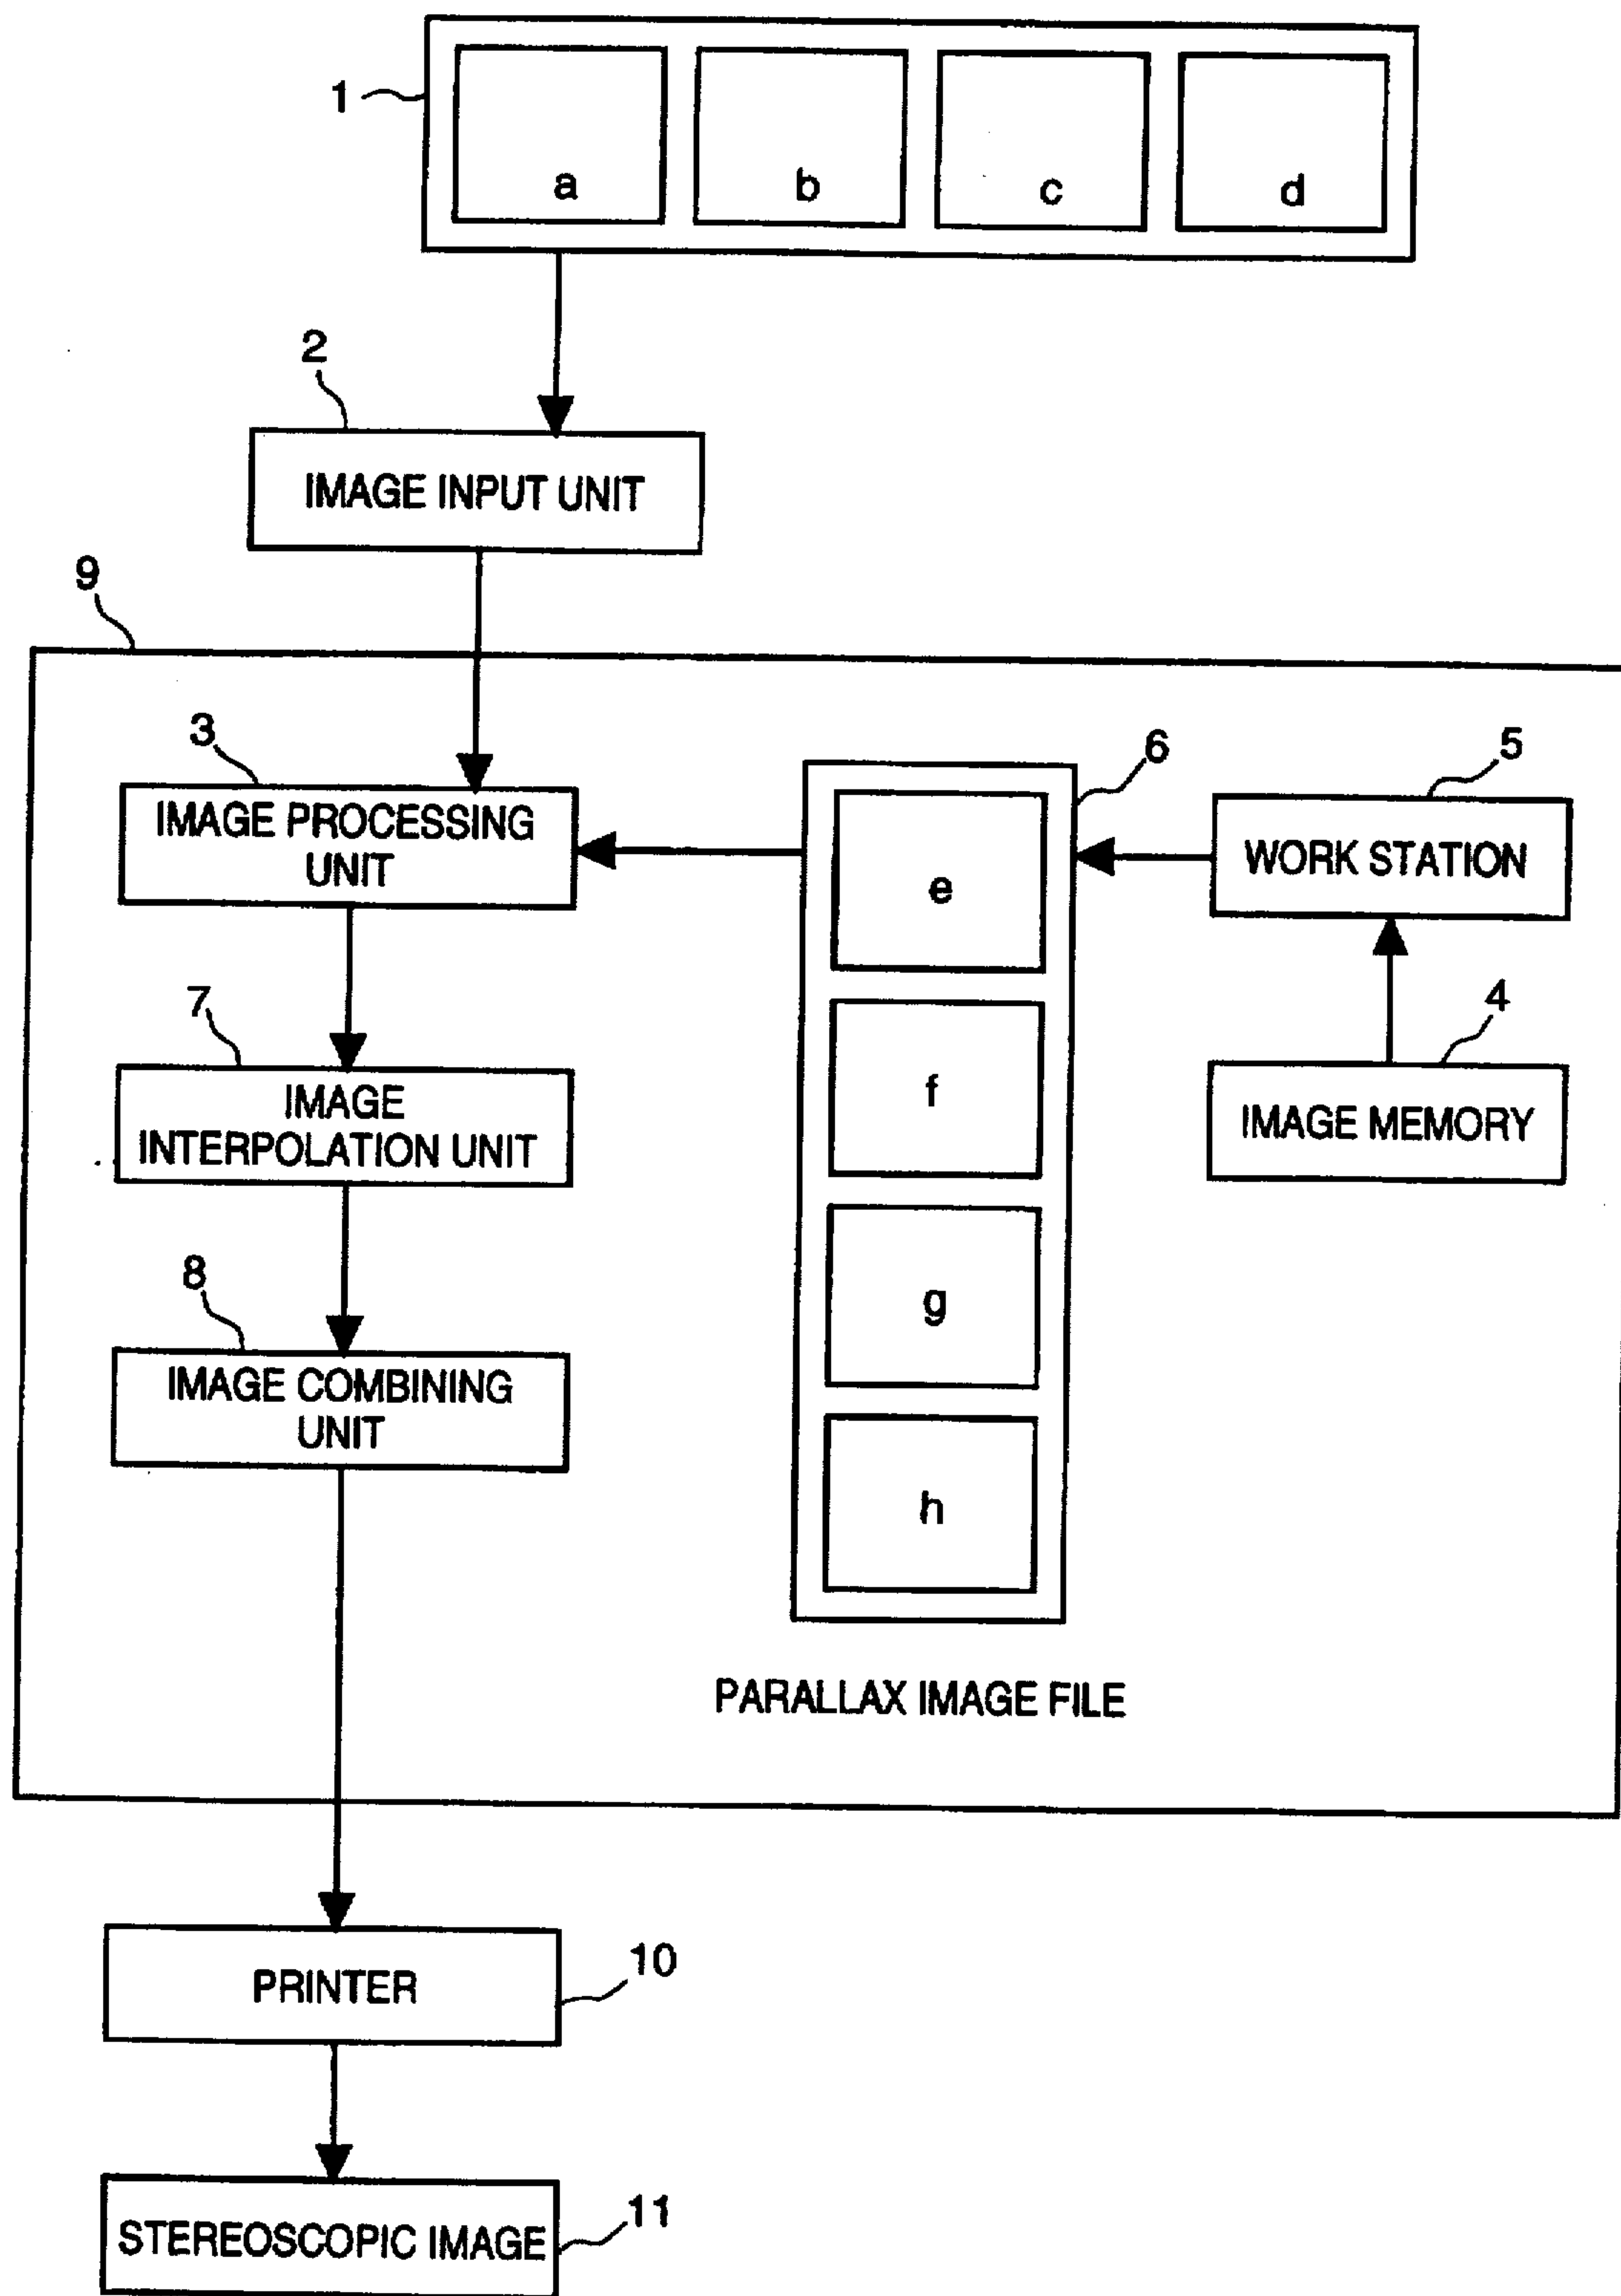 1
a b c d
2
IMAGE INPUT UNIT
9
3
IMAGE PROCESSING
UNIT
6
e
f
g
h
5
WORK STATION
4
IMAGE MEMORY
7
IMAGE
INTERPOLATION UNIT
8
IMAGE COMBINING
UNIT
PARALLAX IMAGE FILE
PRINTER
10
STEREOSCOPIC IMAGE
11